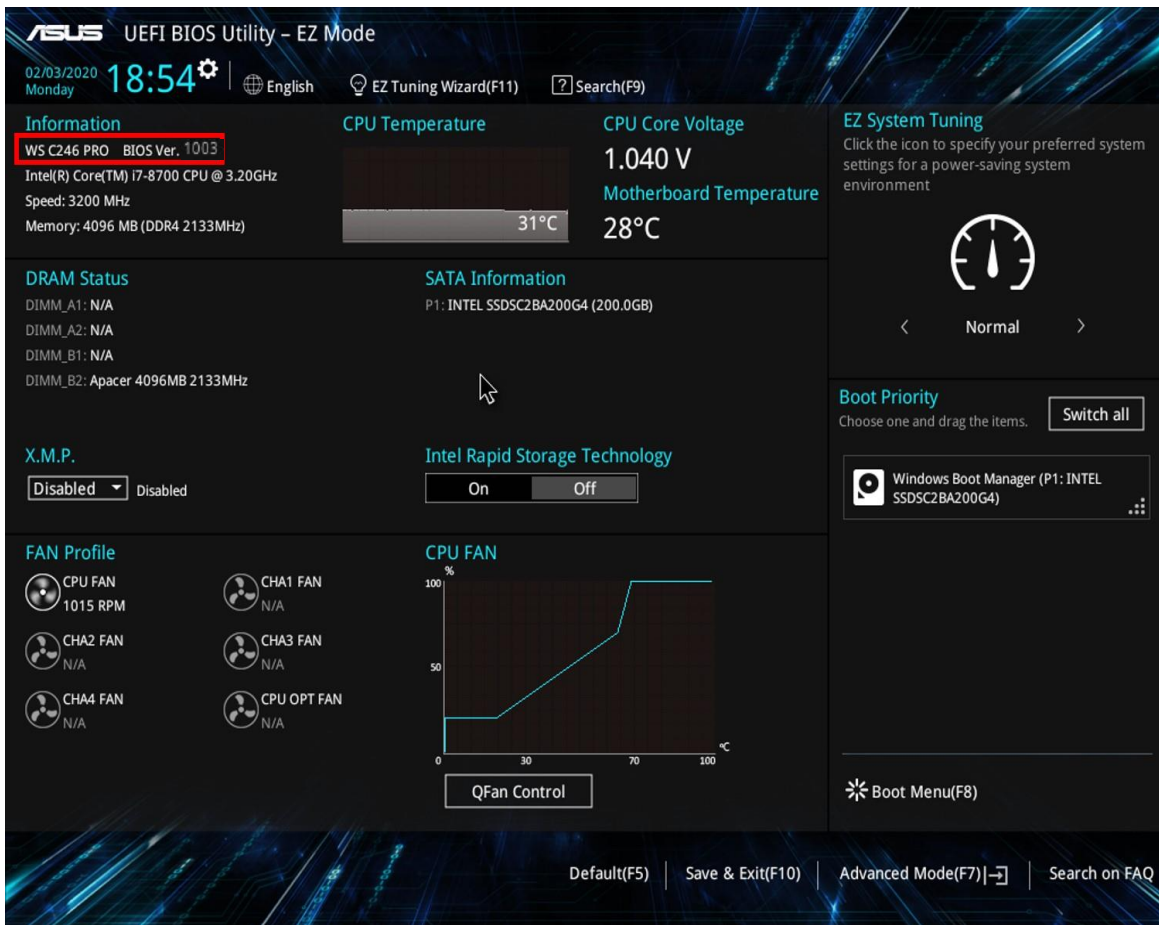 ASUS UEFI BIOS Utility – EZ Mode
02/03/2020
Monday
18:54
English
EZ Tuning Wizard(F11)
? Search(F9)
Information
WS C246 PRO BIOS Ver. 1003
Intel(R) Core(TM) i7-8700 CPU @ 3.20GHz
Speed: 3200 MHz
Memory: 4096 MB (DDR4 2133MHz)
CPU Temperature
31°C
CPU Core Voltage
1.040 V
Motherboard Temperature
28°C
EZ System Tuning
Click the icon to specify your preferred system
settings for a power-saving system
environment
Normal
DRAM Status
DIMM_A1: N/A
DIMM_A2: N/A
DIMM_B1: N/A
DIMM_B2: Apacer 4096MB 2133MHz
SATA Information
P1: INTEL SSDSC2BA200G4 (200.0GB)
X.M.P.
Disabled Disabled
Intel Rapid Storage Technology
On Off
Boot Priority
Choose one and drag the items.
Switch all
Windows Boot Manager (P1: INTEL
SSDSC2BA200G4)
FAN Profile
CPU FAN
1015 RPM
CHA1 FAN
N/A
CHA2 FAN
N/A
CHA3 FAN
N/A
CHA4 FAN
N/A
CPU OPT FAN
N/A
CPU FAN
%
100
50
°C
0 30 70 100
QFan Control
Boot Menu(F8)
Default(F5)
Save & Exit(F10)
Advanced Mode(F7)
Search on FAQ